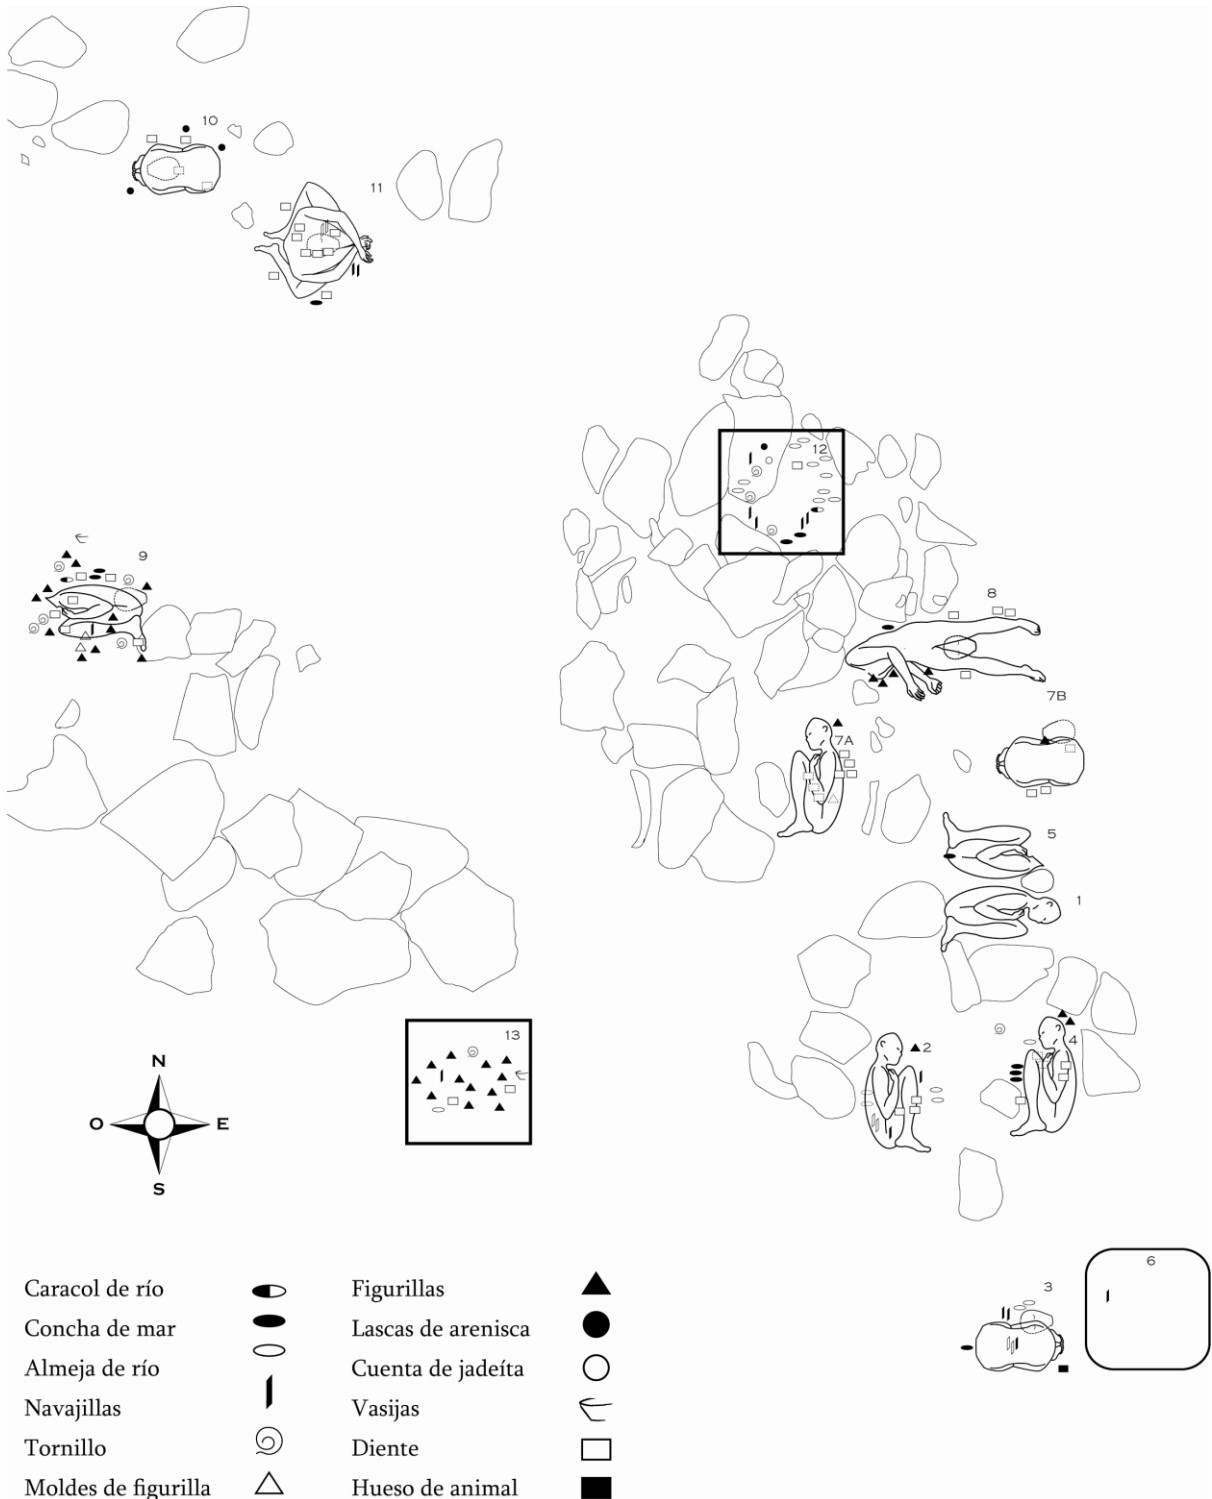 10
11
12
9
8
7B
7A
5
1
13
4
2
N
O E
S
6
3
Caracol de río Figurillas
Concha de mar Lascas de arenisca
Almeja de río Cuenta de jadeíta
Navajillas Vasijas
Tornillo Diente
Moldes de figurilla Hueso de animal